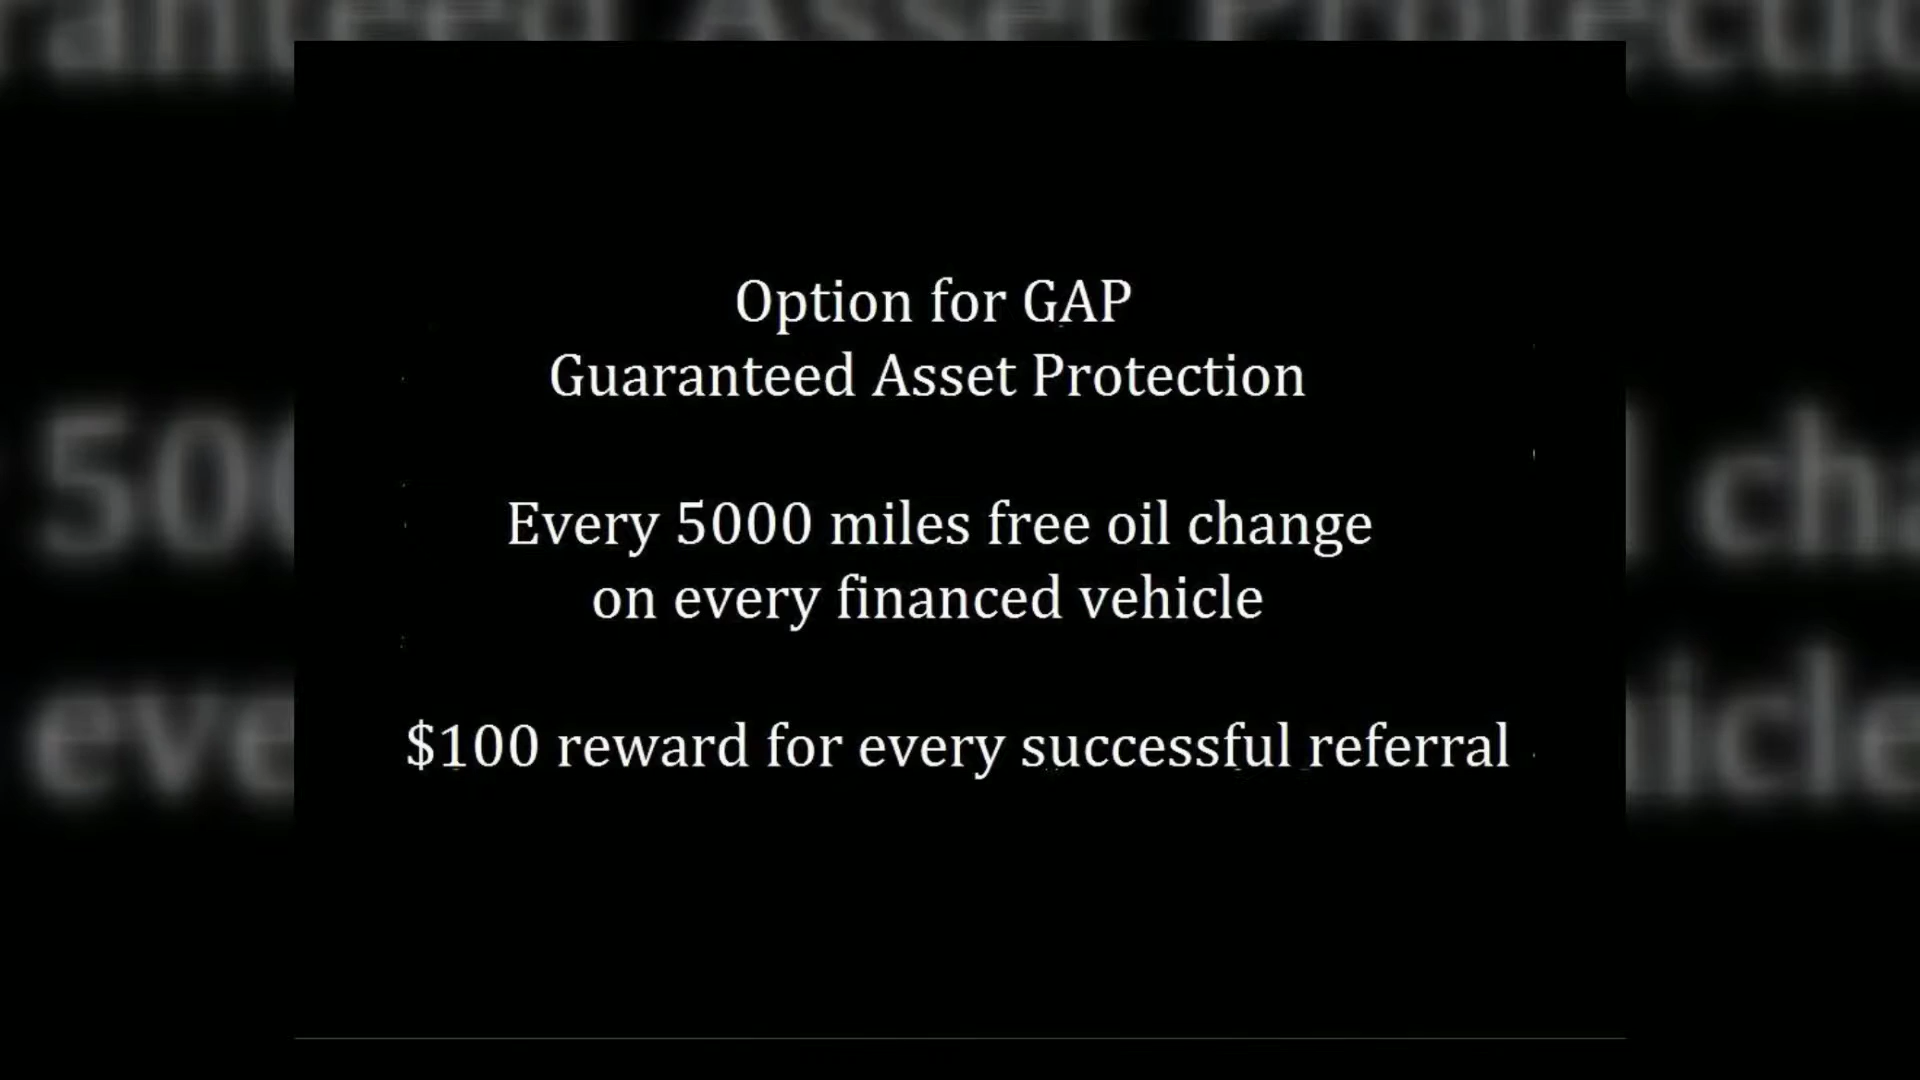 Option for GAP
Guaranteed Asset Protection
Every 5000 miles free oil change
on every financed vehicle
$100 reward for every successful referral